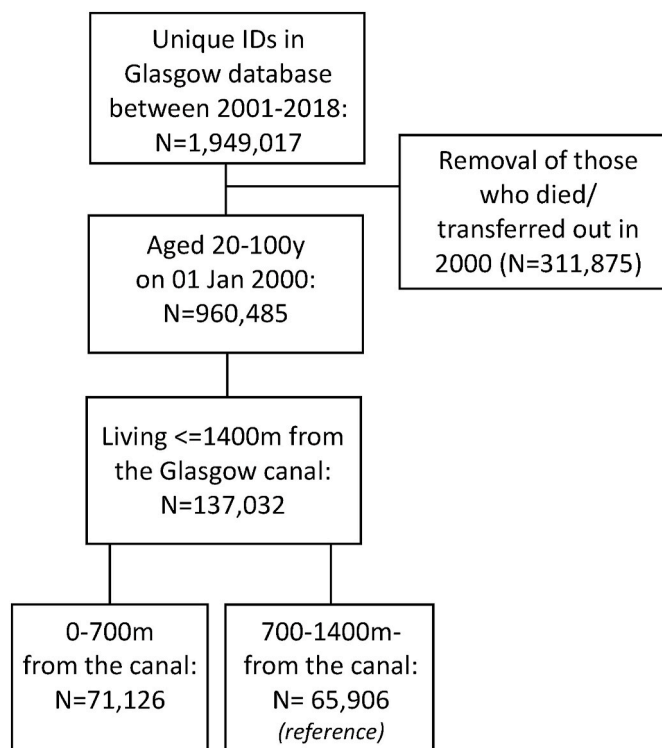 Unique IDs in
Glasgow database
between 2001-2018:
N=1,949,017
Removal of those
who died/
transferred out in
2000 (N=311,875)
Aged 20-100y
on 01 Jan 2000:
N=960,485
Living <=1400m from
the Glasgow canal:
N=137,032
0-700m
from the canal:
N=71,126
700-1400m-
from the canal:
N= 65,906
(reference)